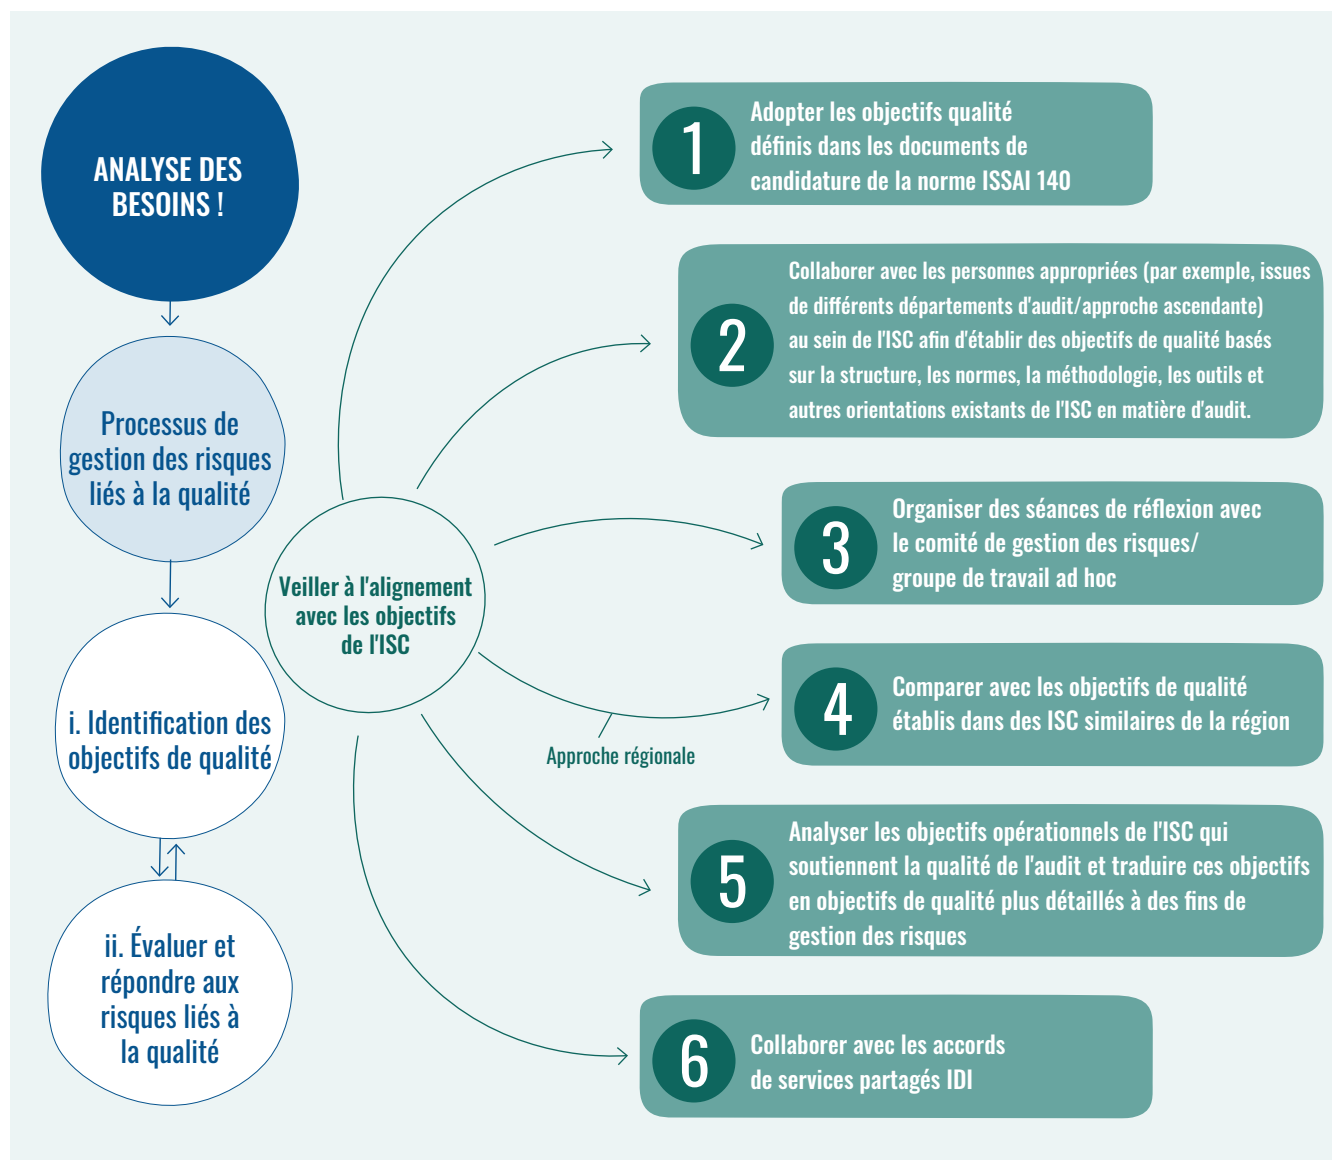 ANALYSE DES
BESOINS !
Processus de
gestion des risques
liés à la qualité
i. Identification des
objectifs de qualité
ii. Évaluer et
répondre aux
risques liés à
la qualité
Veiller à l'alignement
avec les objectifs
de l'ISC
Approche régionale
1
Adopter les objectifs qualité
définis dans les documents de
candidature de la norme ISSAI 140
2
Collaborer avec les personnes appropriées (par exemple, issues
de différents départements d'audit/approche ascendante)
au sein de l'ISC afin d'établir des objectifs de qualité basés
sur la structure, les normes, la méthodologie, les outils et
autres orientations existants de l'ISC en matière d'audit.
3
Organiser des séances de réflexion avec
le comité de gestion des risques/
groupe de travail ad hoc
4
Comparer avec les objectifs de qualité
établis dans des ISC similaires de la région
5
Analyser les objectifs opérationnels de l'ISC qui
soutiennent la qualité de l'audit et traduire ces objectifs
en objectifs de qualité plus détaillés à des fins de
gestion des risques
6
Collaborer avec les accords
de services partagés IDI